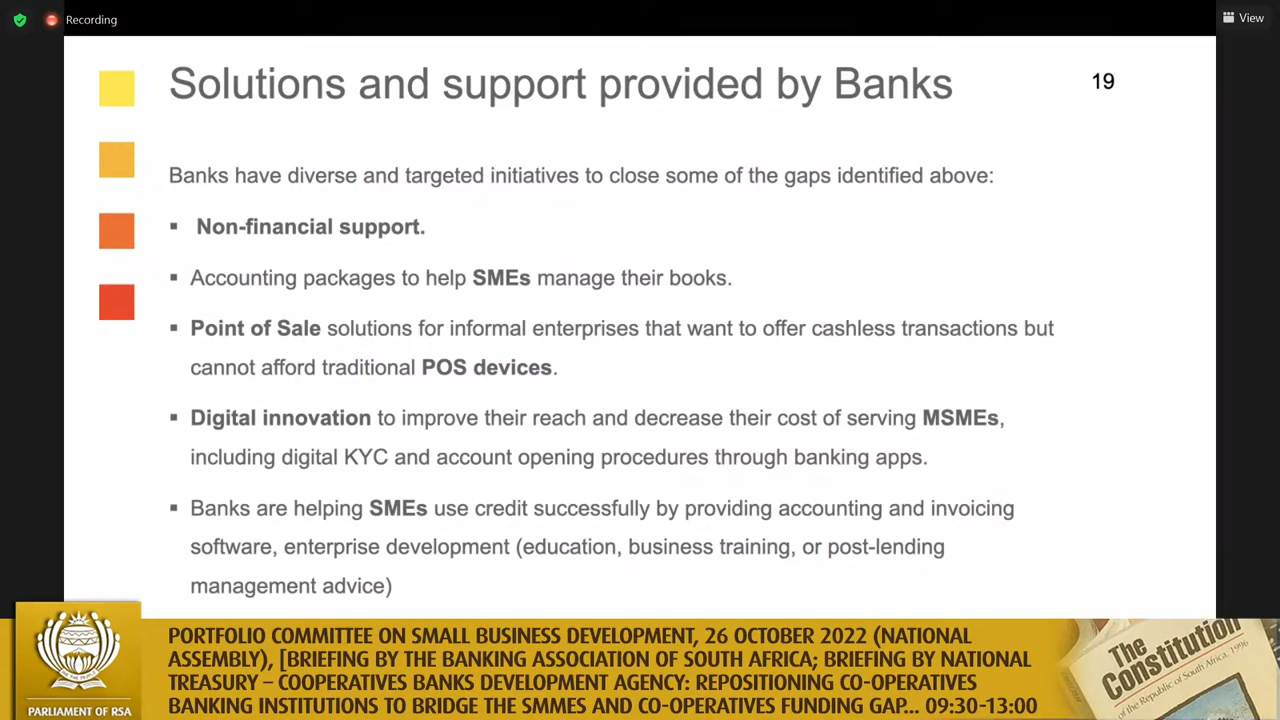 Recording
View
Solutions and support provided by Banks
19
Banks have diverse and targeted initiatives to close some of the gaps identified above:
▪ Non-financial support.
▪ Accounting packages to help SMEs manage their books.
▪ Point of Sale solutions for informal enterprises that want to offer cashless transactions but
cannot afford traditional POS devices.
▪ Digital innovation to improve their reach and decrease their cost of serving MSMEs,
including digital KYC and account opening procedures through banking apps.
▪ Banks are helping SMEs use credit successfully by providing accounting and invoicing
software, enterprise development (education, business training, or post-lending
management advice)
PARLIAMENT OF RSA
PORTFOLIO COMMITTEE ON SMALL BUSINESS DEVELOPMENT, 26 OCTOBER 2022 (NATIONAL
ASSEMBLY), [BRIEFING BY THE BANKING ASSOCIATION OF SOUTH AFRICA; BRIEFING BY NATIONAL
TREASURY – COOPERATIVES BANKS DEVELOPMENT AGENCY: REPOSITIONING CO-OPERATIVES
BANKING INSTITUTIONS TO BRIDGE THE SMMES AND CO-OPERATIVES FUNDING GAP... 09:30-13:00
The
Constitution
of the Republic of South Africa, 1996